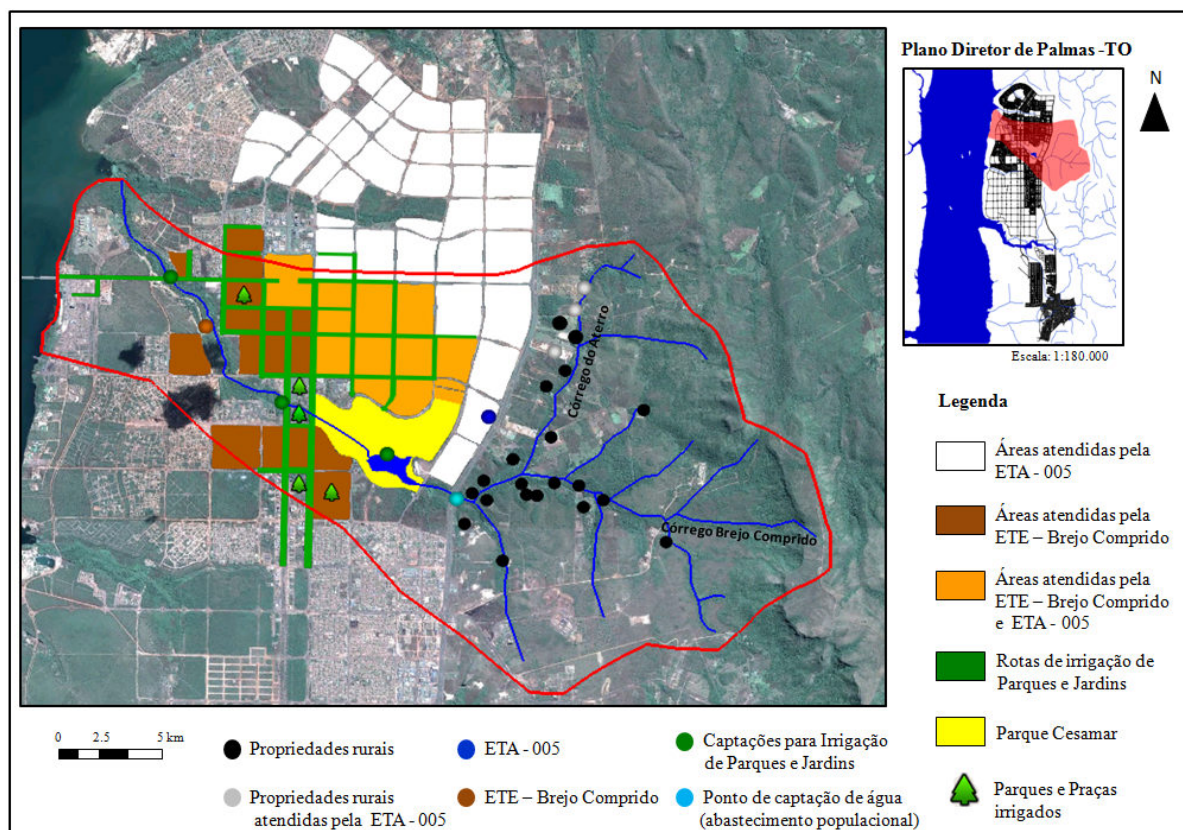 Plano Diretor de Palmas -TO
N
Escala: 1:180.000
Córrego do Aterro
Córrego Brejo Comprido
Legenda
Áreas atendidas pela
ETA - 005
Áreas atendidas pela
ETE – Brejo Comprido
Áreas atendidas pela
ETE – Brejo Comprido
e ETA - 005
Rotas de irrigação de
Parques e Jardins
Parque Cesamar
Parques e Praças
irrigados
0 2.5 5 km
Propriedades rurais
Propriedades rurais
atendidas pela ETA - 005
ETA - 005
ETE – Brejo Comprido
Captações para Irrigação
de Parques e Jardins
Ponto de captação de água
(abastecimento populacional)